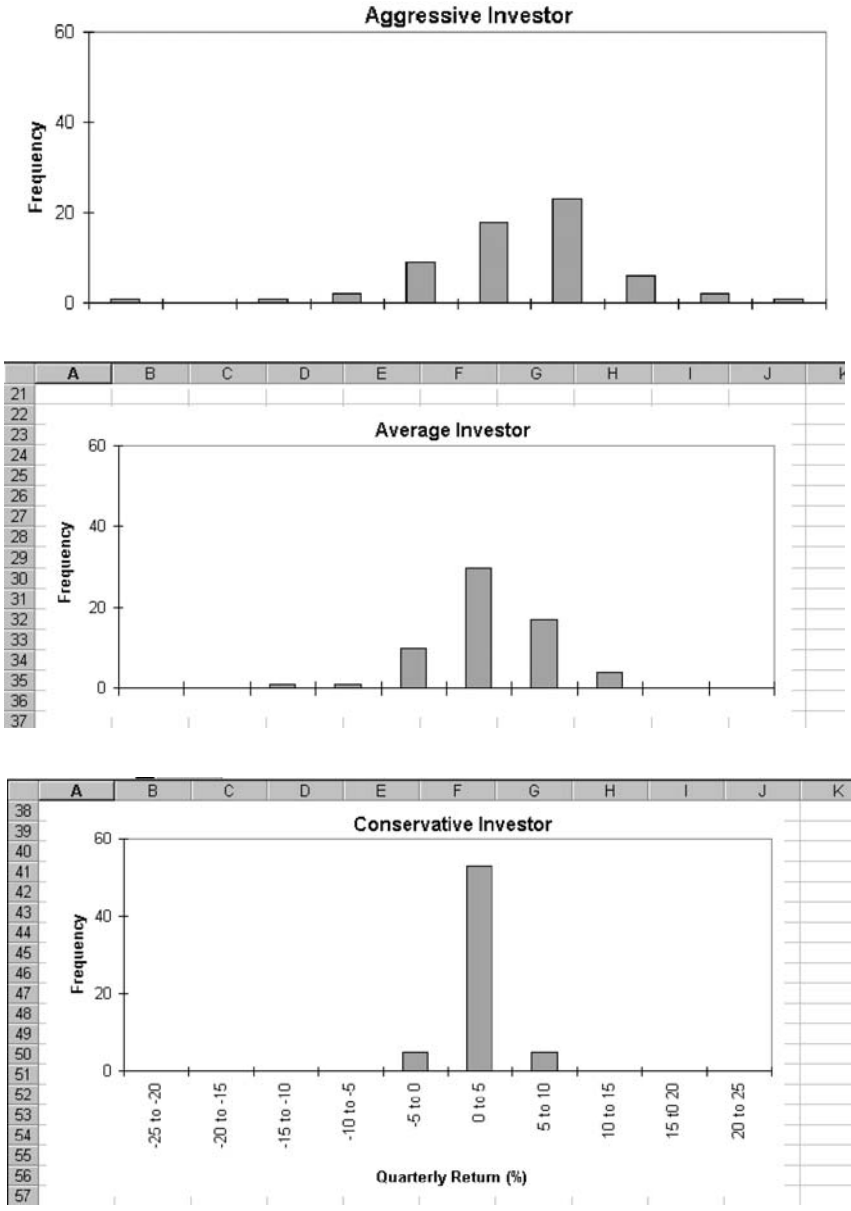 Aggressive Investor
60
40
20
0
Frequency
A B C D E F G H I J K
21
22
23
24
25
26
27
28
29
30
31
32
33
34
35
36
37
Average Investor
60
40
20
0
Frequency
A B C D E F G H I J K
38
39
40
41
42
43
44
45
46
47
48
49
50
51
52
53
54
55
56
57
Conservative Investor
60
40
20
0
Frequency
-25 to -20
-20 to -15
-15 to -10
-10 to -5
-5 to 0
0 to 5
5 to 10
10 to 15
15 t0 20
20 to 25
Quarterly Return (%)